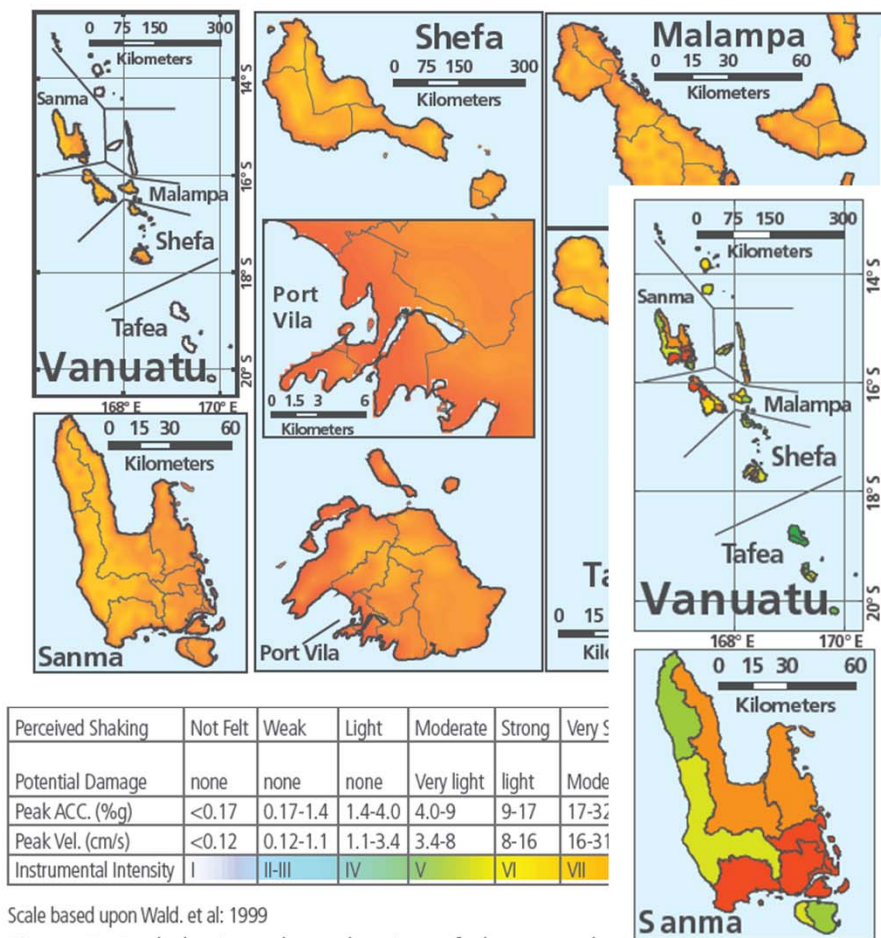 0 75 150 300
Kilometers
Sanma
14°S
16°S
Malampa
Shefa
18°S
Tafea
Vanuatu
20°S
168°E 170°E
Shefa
0 75 150 300
Kilometers
Malampa
0 15 30 60
Kilometers
Port
Vila
0 1.5 3 6
Kilometers
0 15 30 60
Kilometers
Sanma
Port Vila
0 15
0 75 150 300
Kilometers
Sanma
14°S
16°S
Malampa
Shefa
18°S
Tafea
Vanuatu
20°S
168°E 170°E
0 15 30 60
Kilometers
Sanma
Perceived Shaking Not Felt Weak Light Moderate Strong Very S
Potential Damage none none none Very light light Mode
Peak ACC. (%g) <0.17 0.17-1.4 1.4-4.0 4.0-9 9-17 17-32
Peak Vel. (cm/s) <0.12 0.12-1.1 1.1-3.4 3.4-8 8-16 16-31
Instrumental Intensity I II-III IV V VI VII
Scale based upon Wald. et al: 1999